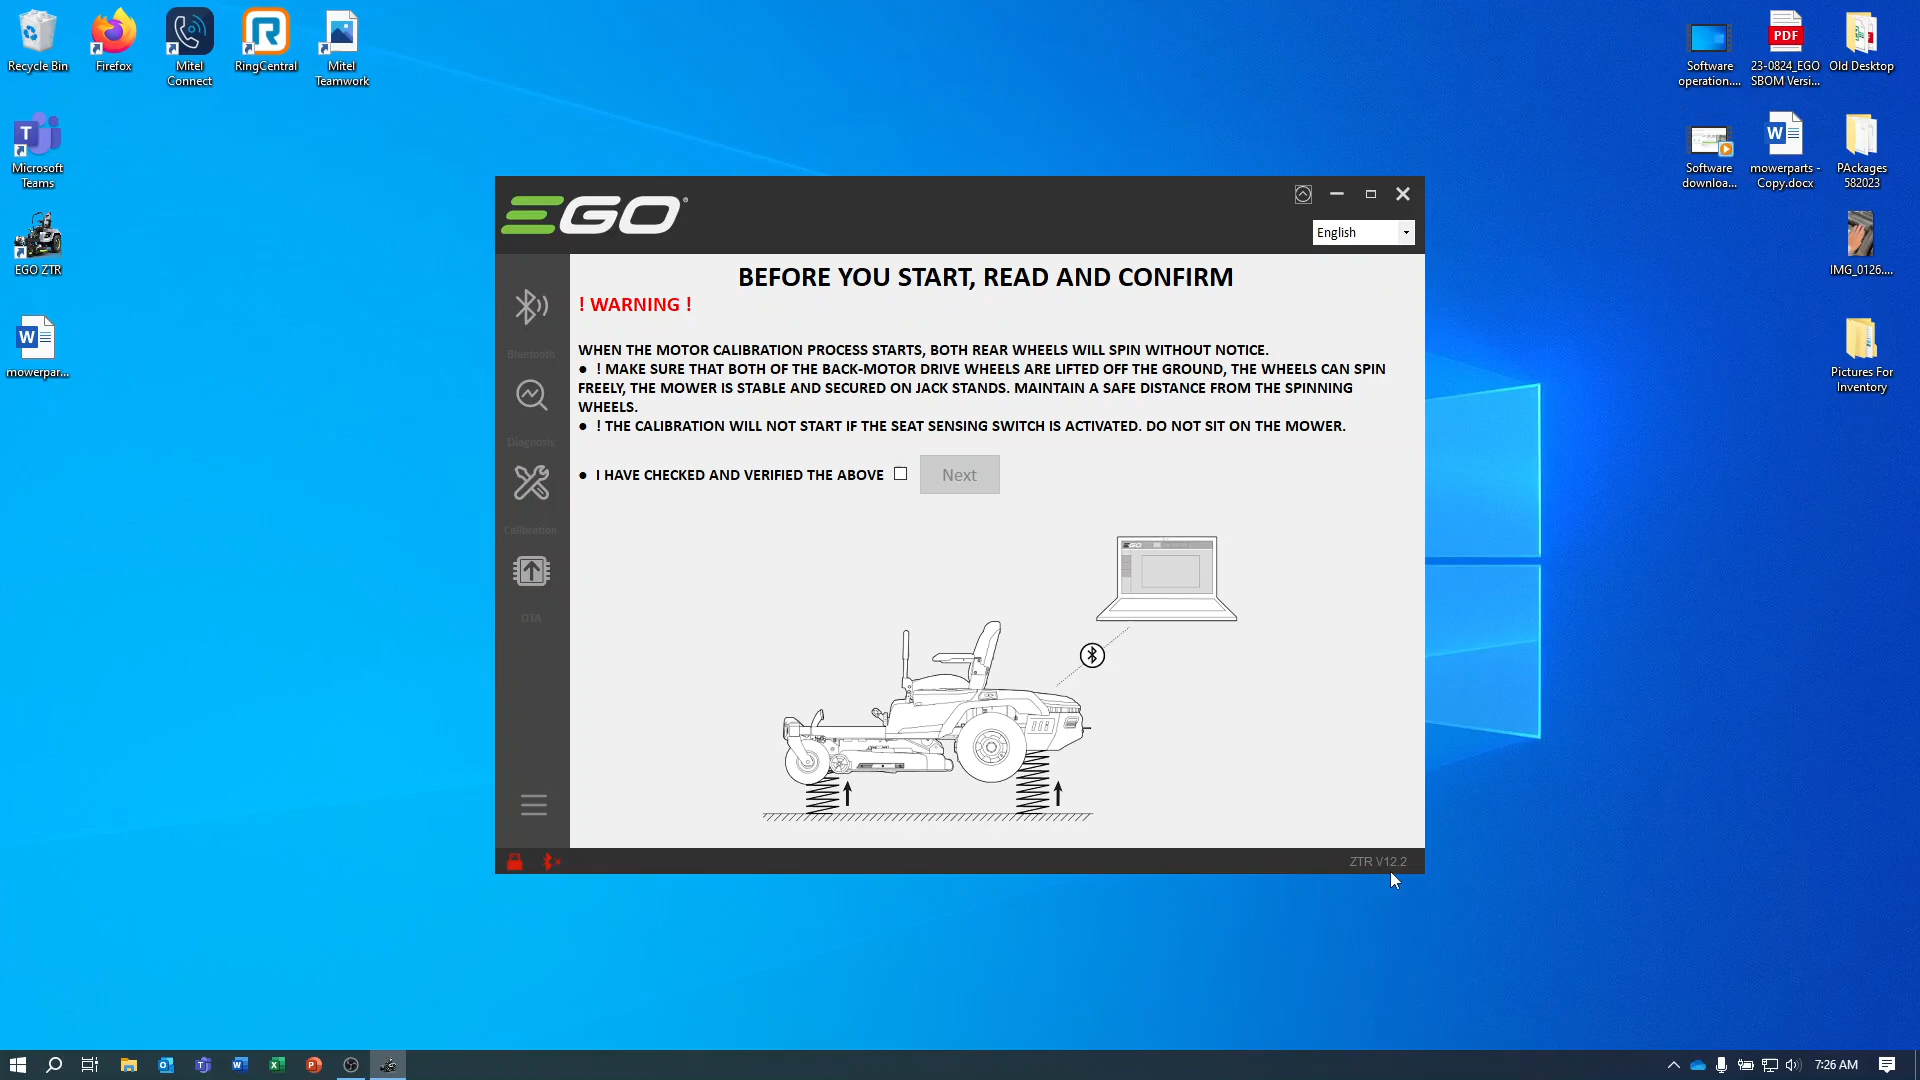 Recycle Bin
Firefox
Mitel
Connect
RingCentral
Mitel
Teamwork
Microsoft
Teams
EGO ZTR
mowerpar...
Software
operation....
PDF
23-0824_EGO
SBOM Versi...
Old Desktop
Software
downloa...
mowerparts -
Copy.docx
PAckages
582023
IMG_0126....
Pictures For
Inventory
EGO
English
BEFORE YOU START, READ AND CONFIRM
! WARNING !
WHEN THE MOTOR CALIBRATION PROCESS STARTS, BOTH REAR WHEELS WILL SPIN WITHOUT NOTICE.
● ! MAKE SURE THAT BOTH OF THE BACK-MOTOR DRIVE WHEELS ARE LIFTED OFF THE GROUND, THE WHEELS CAN SPIN
FREELY, THE MOWER IS STABLE AND SECURED ON JACK STANDS. MAINTAIN A SAFE DISTANCE FROM THE SPINNING
WHEELS.
● ! THE CALIBRATION WILL NOT START IF THE SEAT SENSING SWITCH IS ACTIVATED. DO NOT SIT ON THE MOWER.
● I HAVE CHECKED AND VERIFIED THE ABOVE
Next
Bluetooth
Diagnosis
Calibration
OTA
EGO
ZTR V12.2
7:26 AM